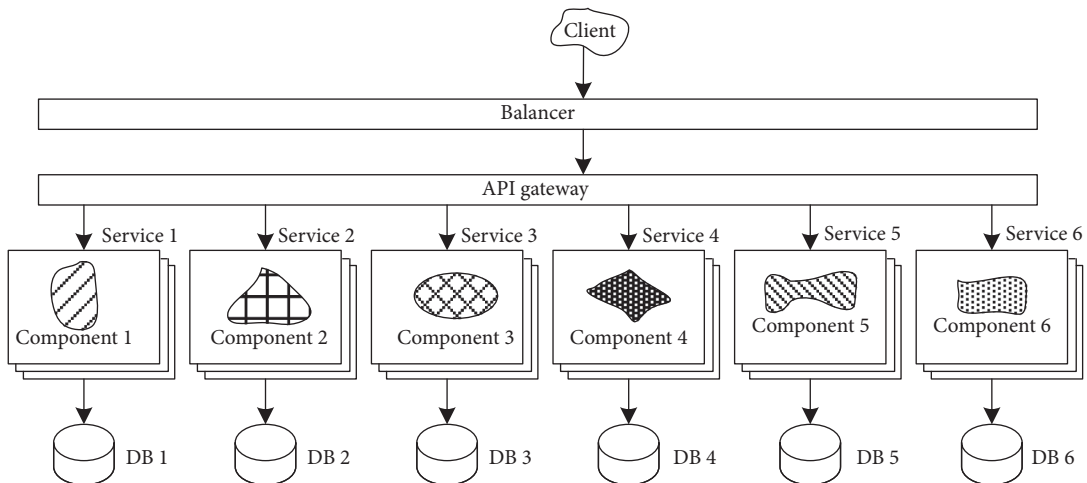 Client
Balancer
API gateway
Service 1
Service 2
Service 3
Service 4
Service 5
Service 6
Component 1
Component 2
Component 3
Component 4
Component 5
Component 6
DB 1
DB 2
DB 3
DB 4
DB 5
DB 6